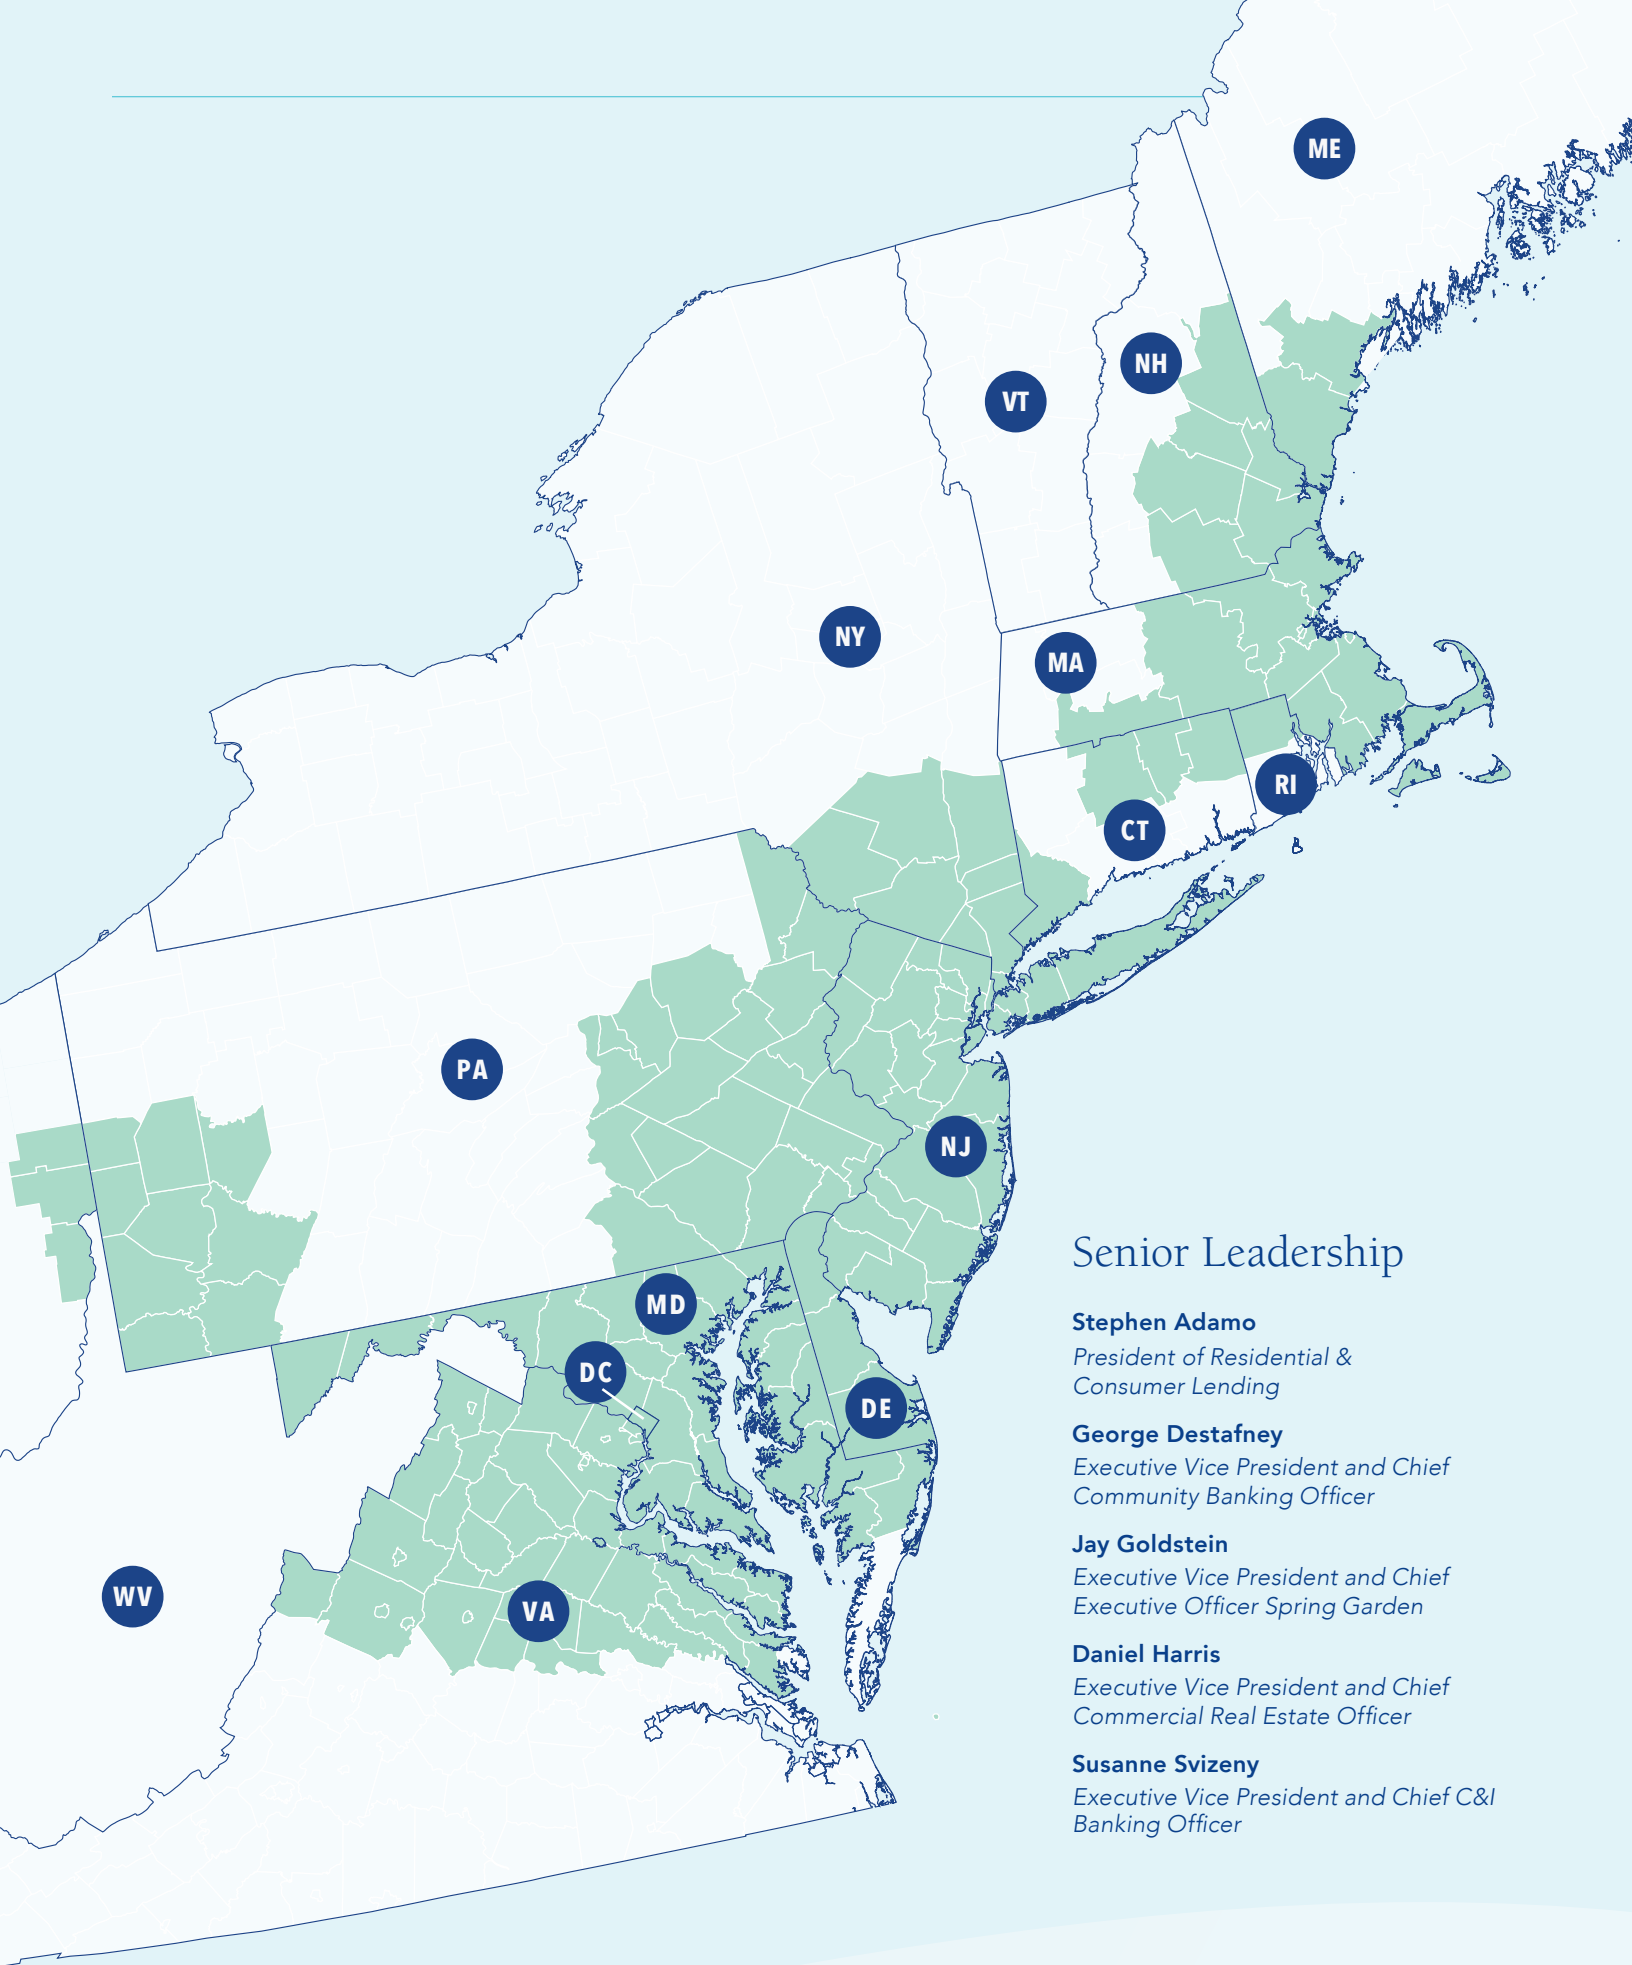 ME
NH
VT
NY
MA
RI
CT
PA
NJ
MD
DC
DE
WV
VA
Senior Leadership
Stephen Adamo
President of Residential &
Consumer Lending
George Destafney
Executive Vice President and Chief
Community Banking Officer
Jay Goldstein
Executive Vice President and Chief
Executive Officer Spring Garden
Daniel Harris
Executive Vice President and Chief
Commercial Real Estate Officer
Susanne Svizeny
Executive Vice President and Chief C&I
Banking Officer